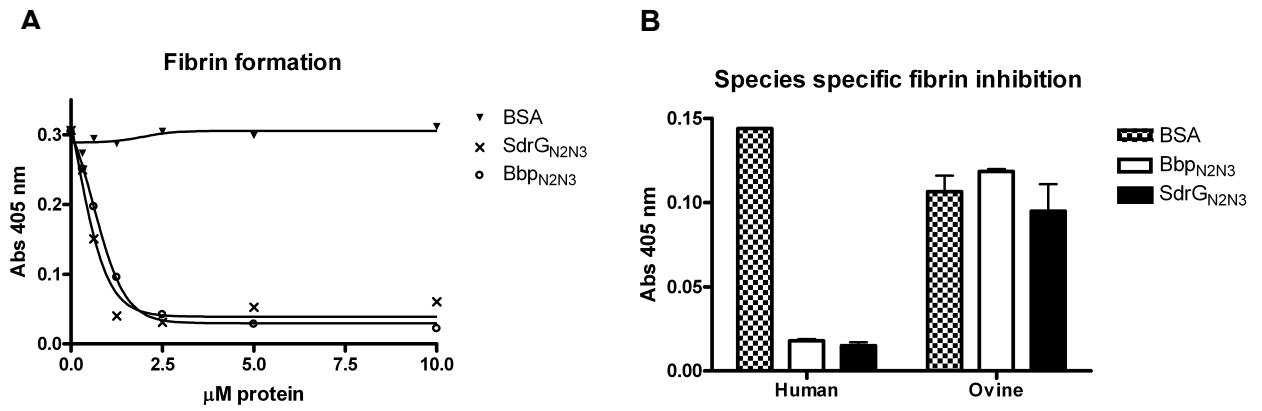 A
Fibrin formation
0.3
0.2
0.1
0.0
Abs 405 nm
0.0 2.5 5.0 7.5 10.0
µM protein
BSA
SdrGN2N3
BbpN2N3
B
Species specific fibrin inhibition
0.15
0.10
0.05
0.00
Abs 405 nm
Human Ovine
BSA
BbpN2N3
SdrGN2N3